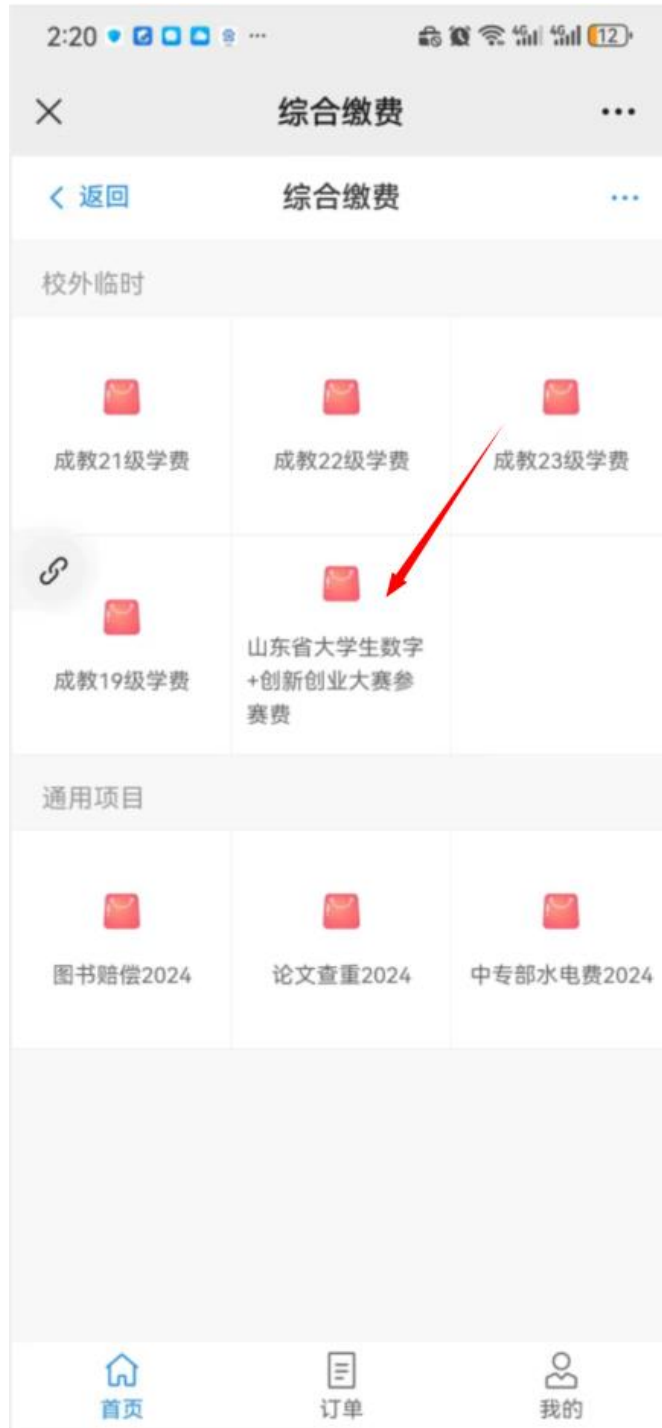 2:20 ... 4G 4G 12
综合缴费 ...
返回 综合缴费 ...
校外临时
成教21级学费 成教22级学费 成教23级学费
成教19级学费
山东省大学生数字
+创新创业大赛参
赛费
通用项目
图书赔偿2024 论文查重2024 中专部水电费2024
首页 订单 我的